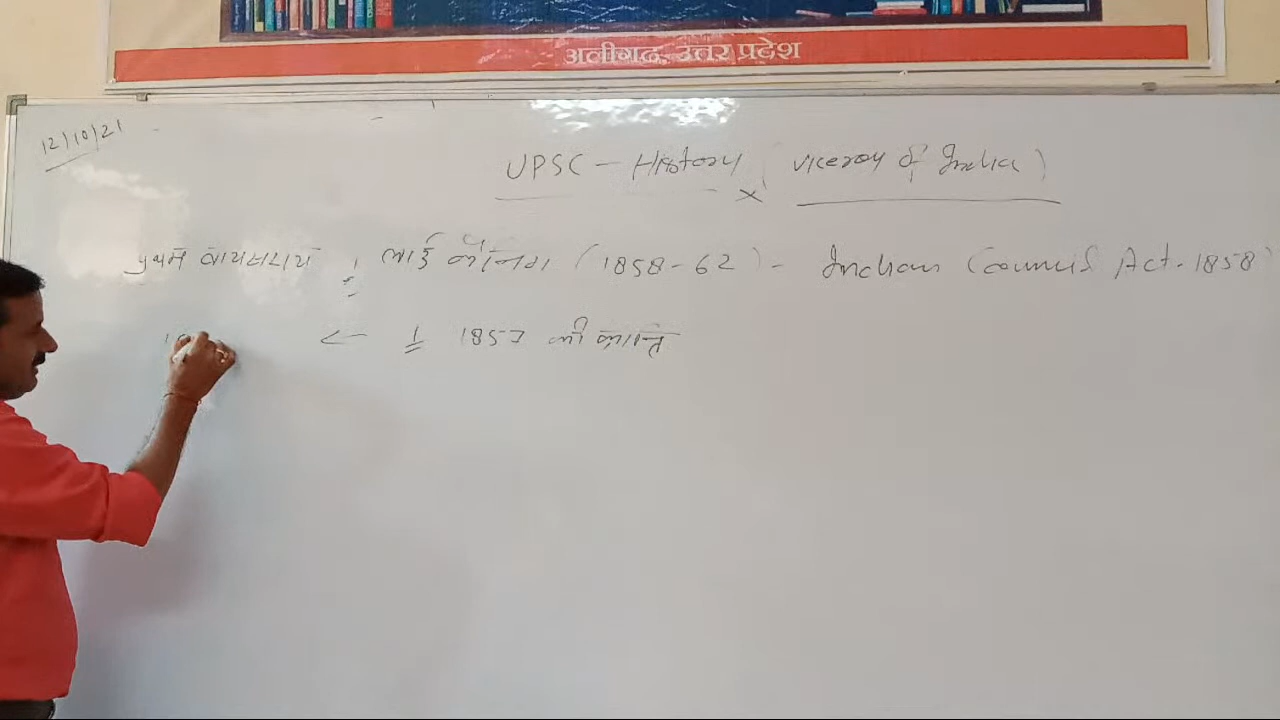 अलीगढ़, उत्तर प्रदेश
12/10/21
UPSC - History ( Viceroy of India )
प्रथम वायसराय : लार्ड कैनिंग (1858-62) - Indian Council Act-1858
← : 1857 की क्रान्ति